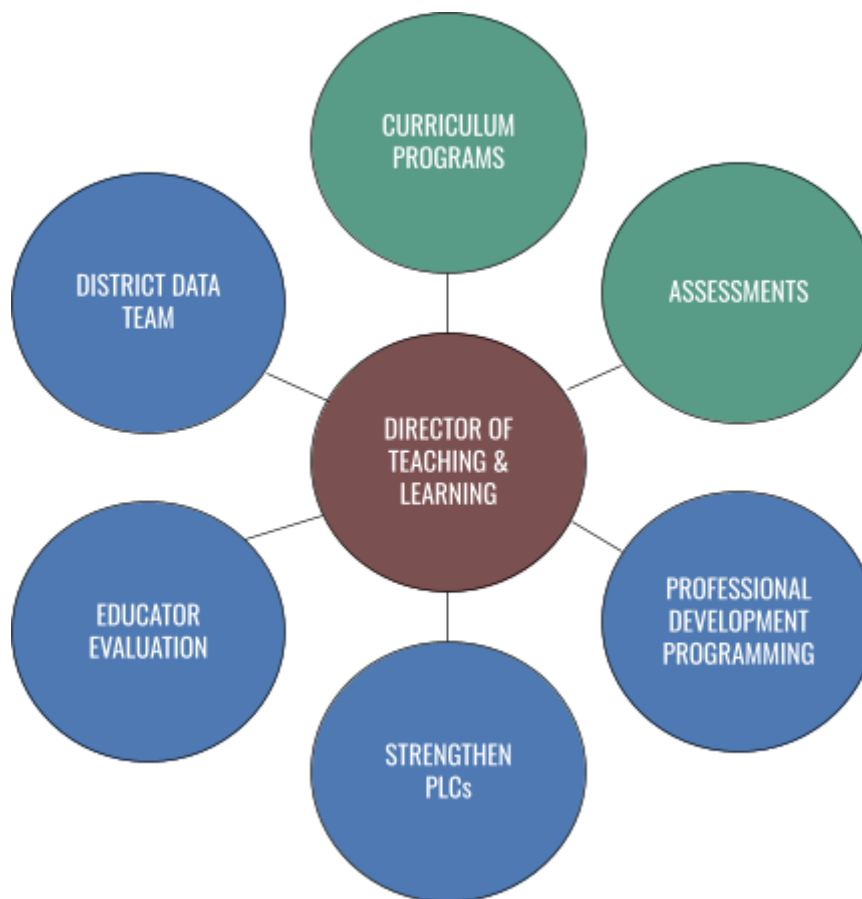 CURRICULUM
PROGRAMS
DISTRICT DATA
TEAM
ASSESSMENTS
DIRECTOR OF
TEACHING &
LEARNING
EDUCATOR
EVALUATION
PROFESSIONAL
DEVELOPMENT
PROGRAMMING
STRENGTHEN
PLCs